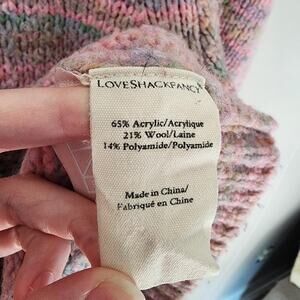 LOVESHACKFANCY
65% Acrylic/Acrylique
21% Wool/Laine
14% Polyamide/Polyamide
Made in China/
Fabriqué en Chine